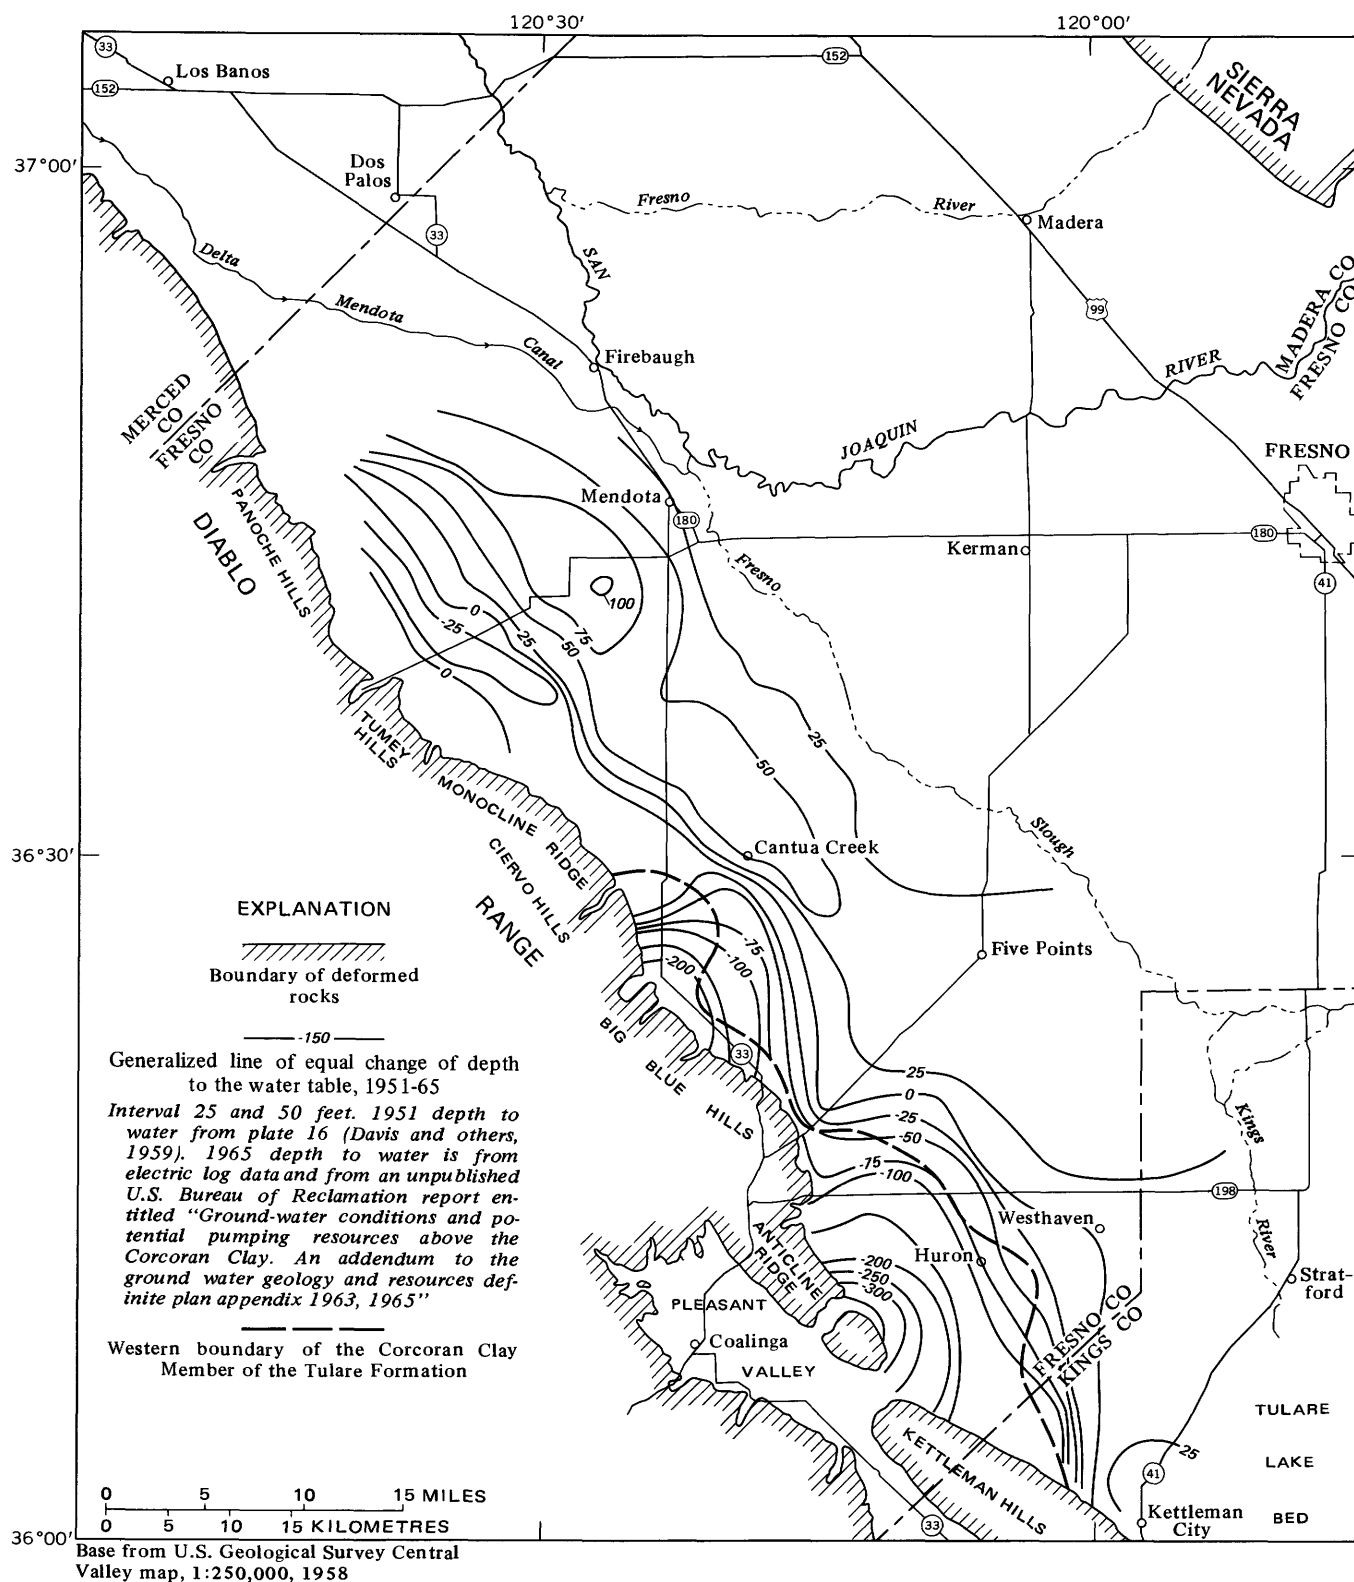 120°30′
120°00′
33
Los Banos
152
152
SIERRA
NEVADA
37°00′
Dos
Palos
33
Fresno
River
Madera
Delta
SAN
Mendota
99
MADERA CO
FRESNO CO
Canal
Firebaugh
RIVER
MERCED
CO
FRESNO
CO
JOAQUIN
FRESNO
Mendota
180
180
PANOCHE HILLS
DIABLO
Kerman
Fresno
41
100
0
-25
25
75
50
0
TUMEY
HILLS
25
50
MONOCLINE RIDGE
Slough
36°30′
Cantua Creek
CIERVO HILLS
RANGE
EXPLANATION
Boundary of deformed
rocks
-75
-100
-200
Five Points
-150
Generalized line of equal change of depth
to the water table, 1951-65
Interval 25 and 50 feet. 1951 depth to
water from plate 16 (Davis and others,
1959). 1965 depth to water is from
electric log data and from an unpublished
U.S. Bureau of Reclamation report en-
titled “Ground-water conditions and po-
tential pumping resources above the
Corcoran Clay. An addendum to the
ground water geology and resources def-
inite plan appendix 1963, 1965”
Western boundary of the Corcoran Clay
Member of the Tulare Formation
BIG BLUE HILLS
33
25
0
-25
-50
-75
-100
Kings
River
198
Westhaven
Huron
ANTICLINE
RIDGE
-200
-250
-300
Strat-
ford
PLEASANT
VALLEY
Coalinga
FRESNO CO
KINGS CO
TULARE
LAKE
BED
KETTLEMAN HILLS
25
41
Kettleman
City
33
0 5 10 15 MILES
0 5 10 15 KILOMETRES
36°00′
Base from U.S. Geological Survey Central
Valley map, 1:250,000, 1958